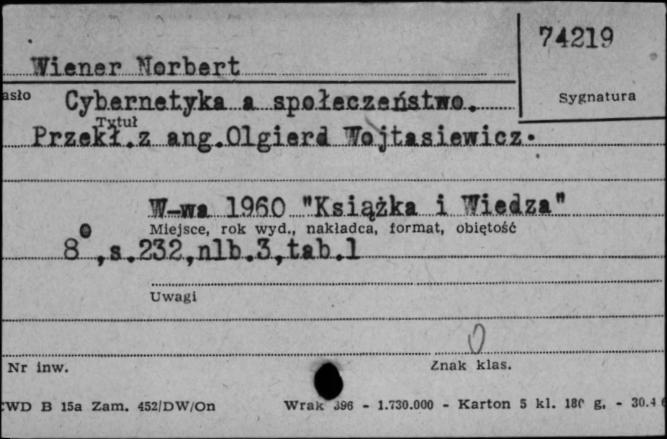 74219
Wiener Norbert
asło
Cybernetyka a społeczeństwo.
Sygnatura
Tytuł
Przekł.z ang.Olgierd Wojtasiewicz.
W-wa 1960 "Książka i Wiedza"
Miejsce, rok wyd., nakładca, format, objętość
8°,s.232,nlb.3,tab.1
Uwagi
Nr inw.
Znak klas.
CWD B 15a Zam. 452/DW/On
Wrak 396 - 1.730.000 - Karton 5 kl. 180 g. - 30.4